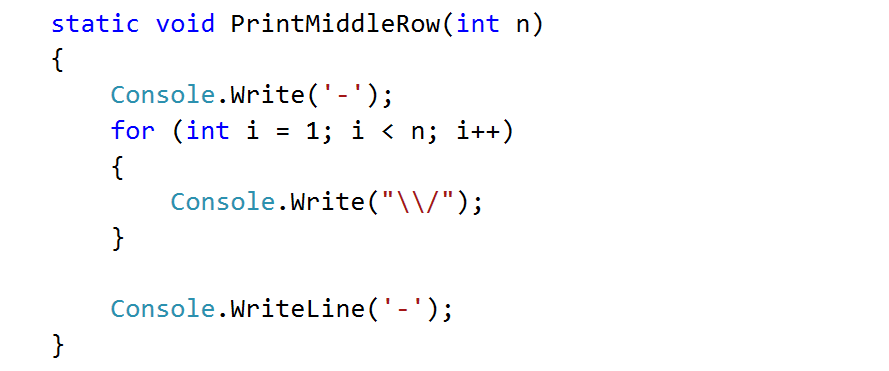 static void PrintMiddleRow(int n)
{
    Console.Write('-');
    for (int i = 1; i < n; i++)
    {
        Console.Write("\\/");
    }

    Console.WriteLine('-');
}